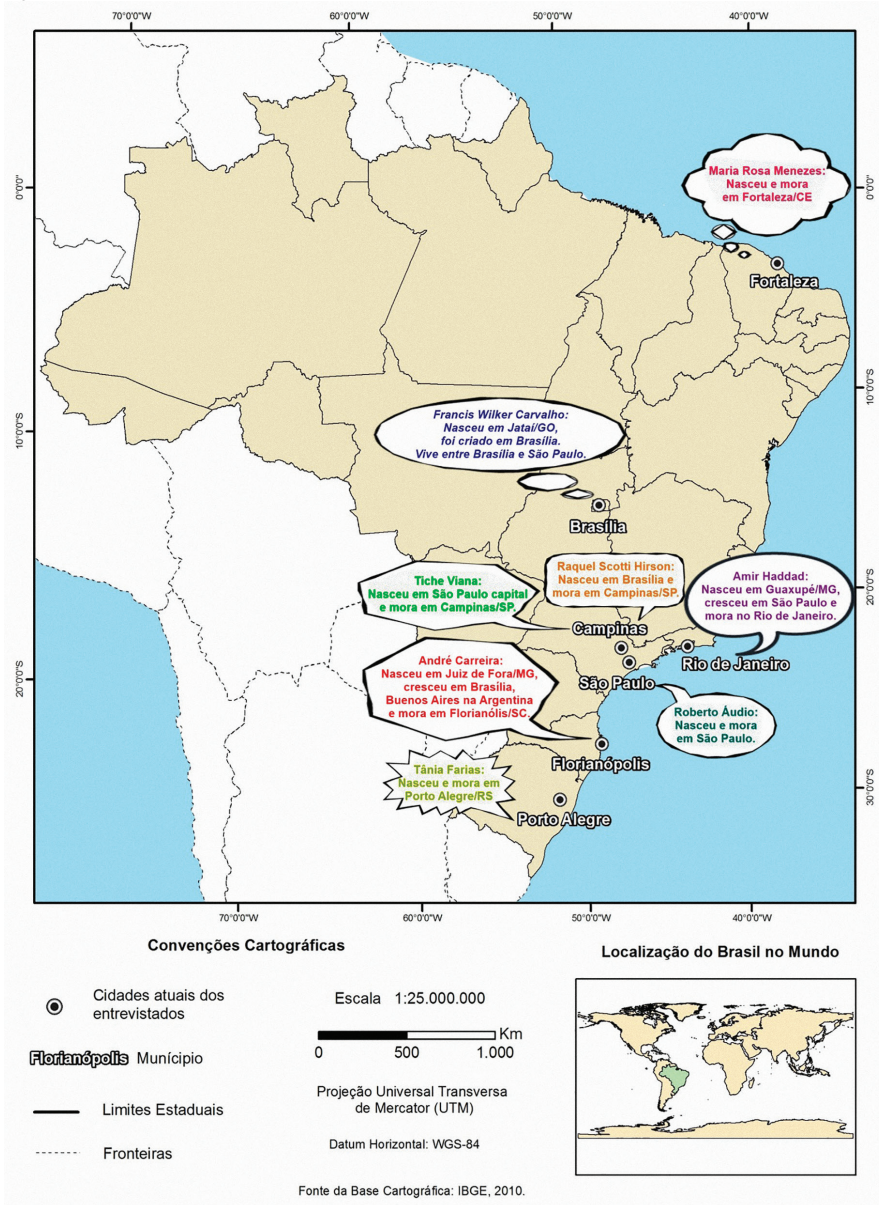 70°0'0"W 60°0'0"W 50°0'0"W 40°0'0"W
0°0'0"
0°0'0"
Maria Rosa Menezes:
Nasceu e mora
em Fortaleza/CE
Fortaleza
10°0'0"S
10°0'0"S
Francis Wilker Carvalho:
Nasceu em Jataí/GO,
foi criado em Brasília.
Vive entre Brasília e São Paulo.
Brasília
Tiche Viana:
Nasceu em São Paulo capital
e mora em Campinas/SP.
Raquel Scotti Hirson:
Nasceu em Brasília e
mora em Campinas/SP.
Amir Haddad:
Nasceu em Guaxupé/MG,
cresceu em São Paulo e
mora no Rio de Janeiro.
20°0'0"S
20°0'0"S
Campinas
Rio de Janeiro
São Paulo
André Carreira:
Nasceu em Juiz de Fora/MG,
cresceu em Brasília,
Buenos Aires na Argentina
e mora em Florianólis/SC.
Roberto Áudio:
Nasceu e mora
em São Paulo.
Florianópolis
Tânia Farias:
Nasceu e mora em
Porto Alegre/RS
Porto Alegre
30°0'0"S
70°0'0"W 60°0'0"W 50°0'0"W 40°0'0"W
Convenções Cartográficas
Cidades atuais dos
entrevistados
Florianópolis Munícipio
Limites Estaduais
Fronteiras
Escala 1:25.000.000
Km
0 500 1.000
Projeção Universal Transversa
de Mercator (UTM)
Datum Horizontal: WGS-84
Fonte da Base Cartográfica: IBGE, 2010.
Localização do Brasil no Mundo